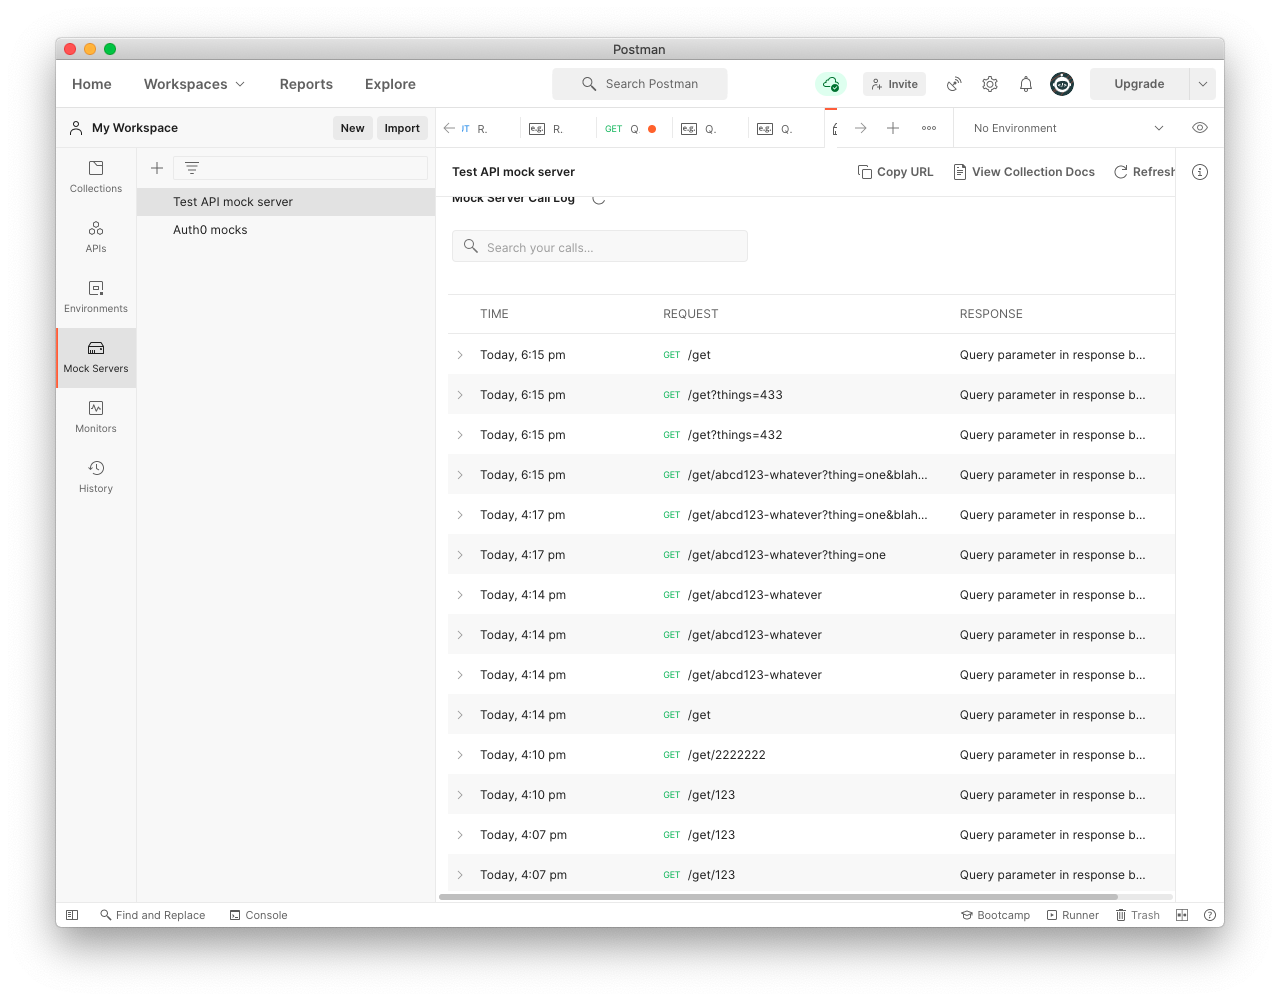 Postman
Home Workspaces Reports Explore Search Postman Invite Upgrade
My Workspace New Import
R. e.g. R. GET Q e.g. Q. e.g. Q. No Environment
Test API mock server Copy URL View Collection Docs Refresh
Collections
APIs
Environments
Mock Servers
Monitors
History
Test API mock server
Auth0 mocks
Mock Server Call Log
Search your calls...
TIME REQUEST RESPONSE
Today, 6:15 pm GET /get Query parameter in response b...
Today, 6:15 pm GET /get?things=433 Query parameter in response b...
Today, 6:15 pm GET /get?things=432 Query parameter in response b...
Today, 6:15 pm GET /get/abcd123-whatever?thing=one&blah... Query parameter in response b...
Today, 4:17 pm GET /get/abcd123-whatever?thing=one&blah... Query parameter in response b...
Today, 4:17 pm GET /get/abcd123-whatever?thing=one Query parameter in response b...
Today, 4:14 pm GET /get/abcd123-whatever Query parameter in response b...
Today, 4:14 pm GET /get/abcd123-whatever Query parameter in response b...
Today, 4:14 pm GET /get/abcd123-whatever Query parameter in response b...
Today, 4:14 pm GET /get Query parameter in response b...
Today, 4:10 pm GET /get/2222222 Query parameter in response b...
Today, 4:10 pm GET /get/123 Query parameter in response b...
Today, 4:07 pm GET /get/123 Query parameter in response b...
Today, 4:07 pm GET /get/123 Query parameter in response b...
Find and Replace Console Bootcamp Runner Trash